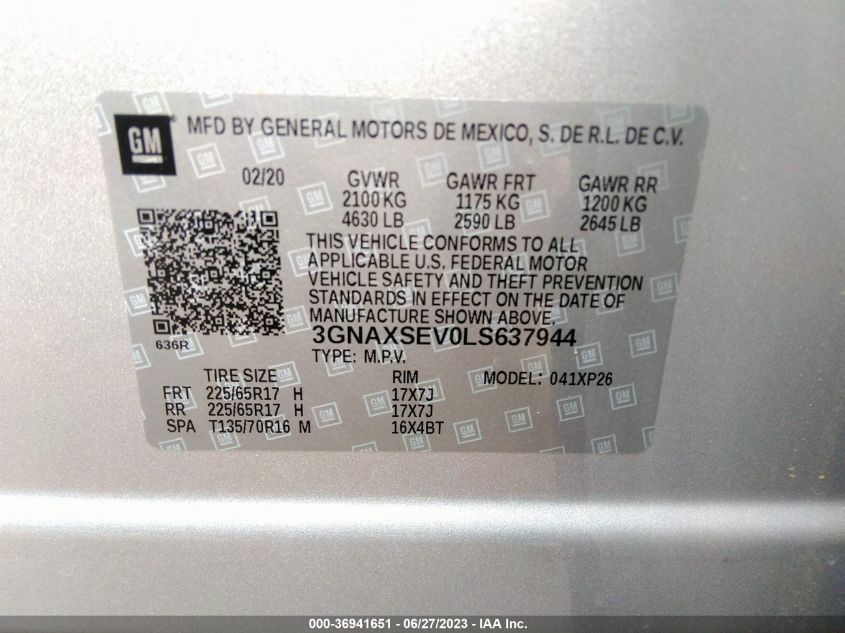 GM MFD BY GENERAL MOTORS DE MEXICO, S. DE R.L. DE C.V.
02/20 GVWR GAWR FRT GAWR RR
2100 KG 1175 KG 1200 KG
4630 LB 2590 LB 2645 LB
THIS VEHICLE CONFORMS TO ALL
APPLICABLE U.S. FEDERAL MOTOR
VEHICLE SAFETY AND THEFT PREVENTION
STANDARDS IN EFFECT ON THE DATE OF
MANUFACTURE SHOWN ABOVE.
3GNAXSEV0LS637944
636R
TYPE: M.P.V.
TIRE SIZE RIM MODEL: 041XP26
FRT 225/65R17 H 17X7J
RR 225/65R17 H 17X7J
SPA T135/70R16 M 16X4BT
000-36941651 - 06/27/2023 - IAA Inc.